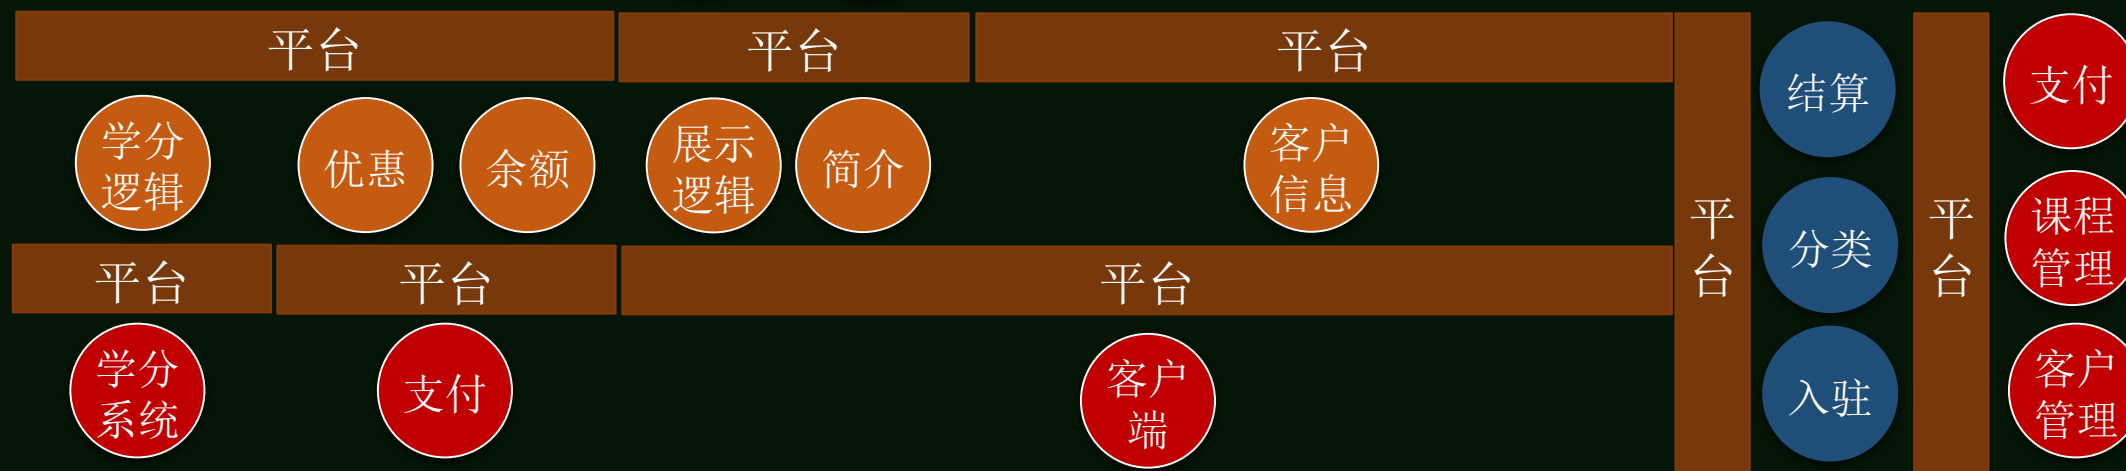 平台
平台
平台
学分
逻辑
优惠
余额
展示
逻辑
简介
客户
信息
平台
平台
平台
学分
系统
支付
客户
端
平
台
结算
分类
入驻
平
台
支付
课程
管理
客户
管理